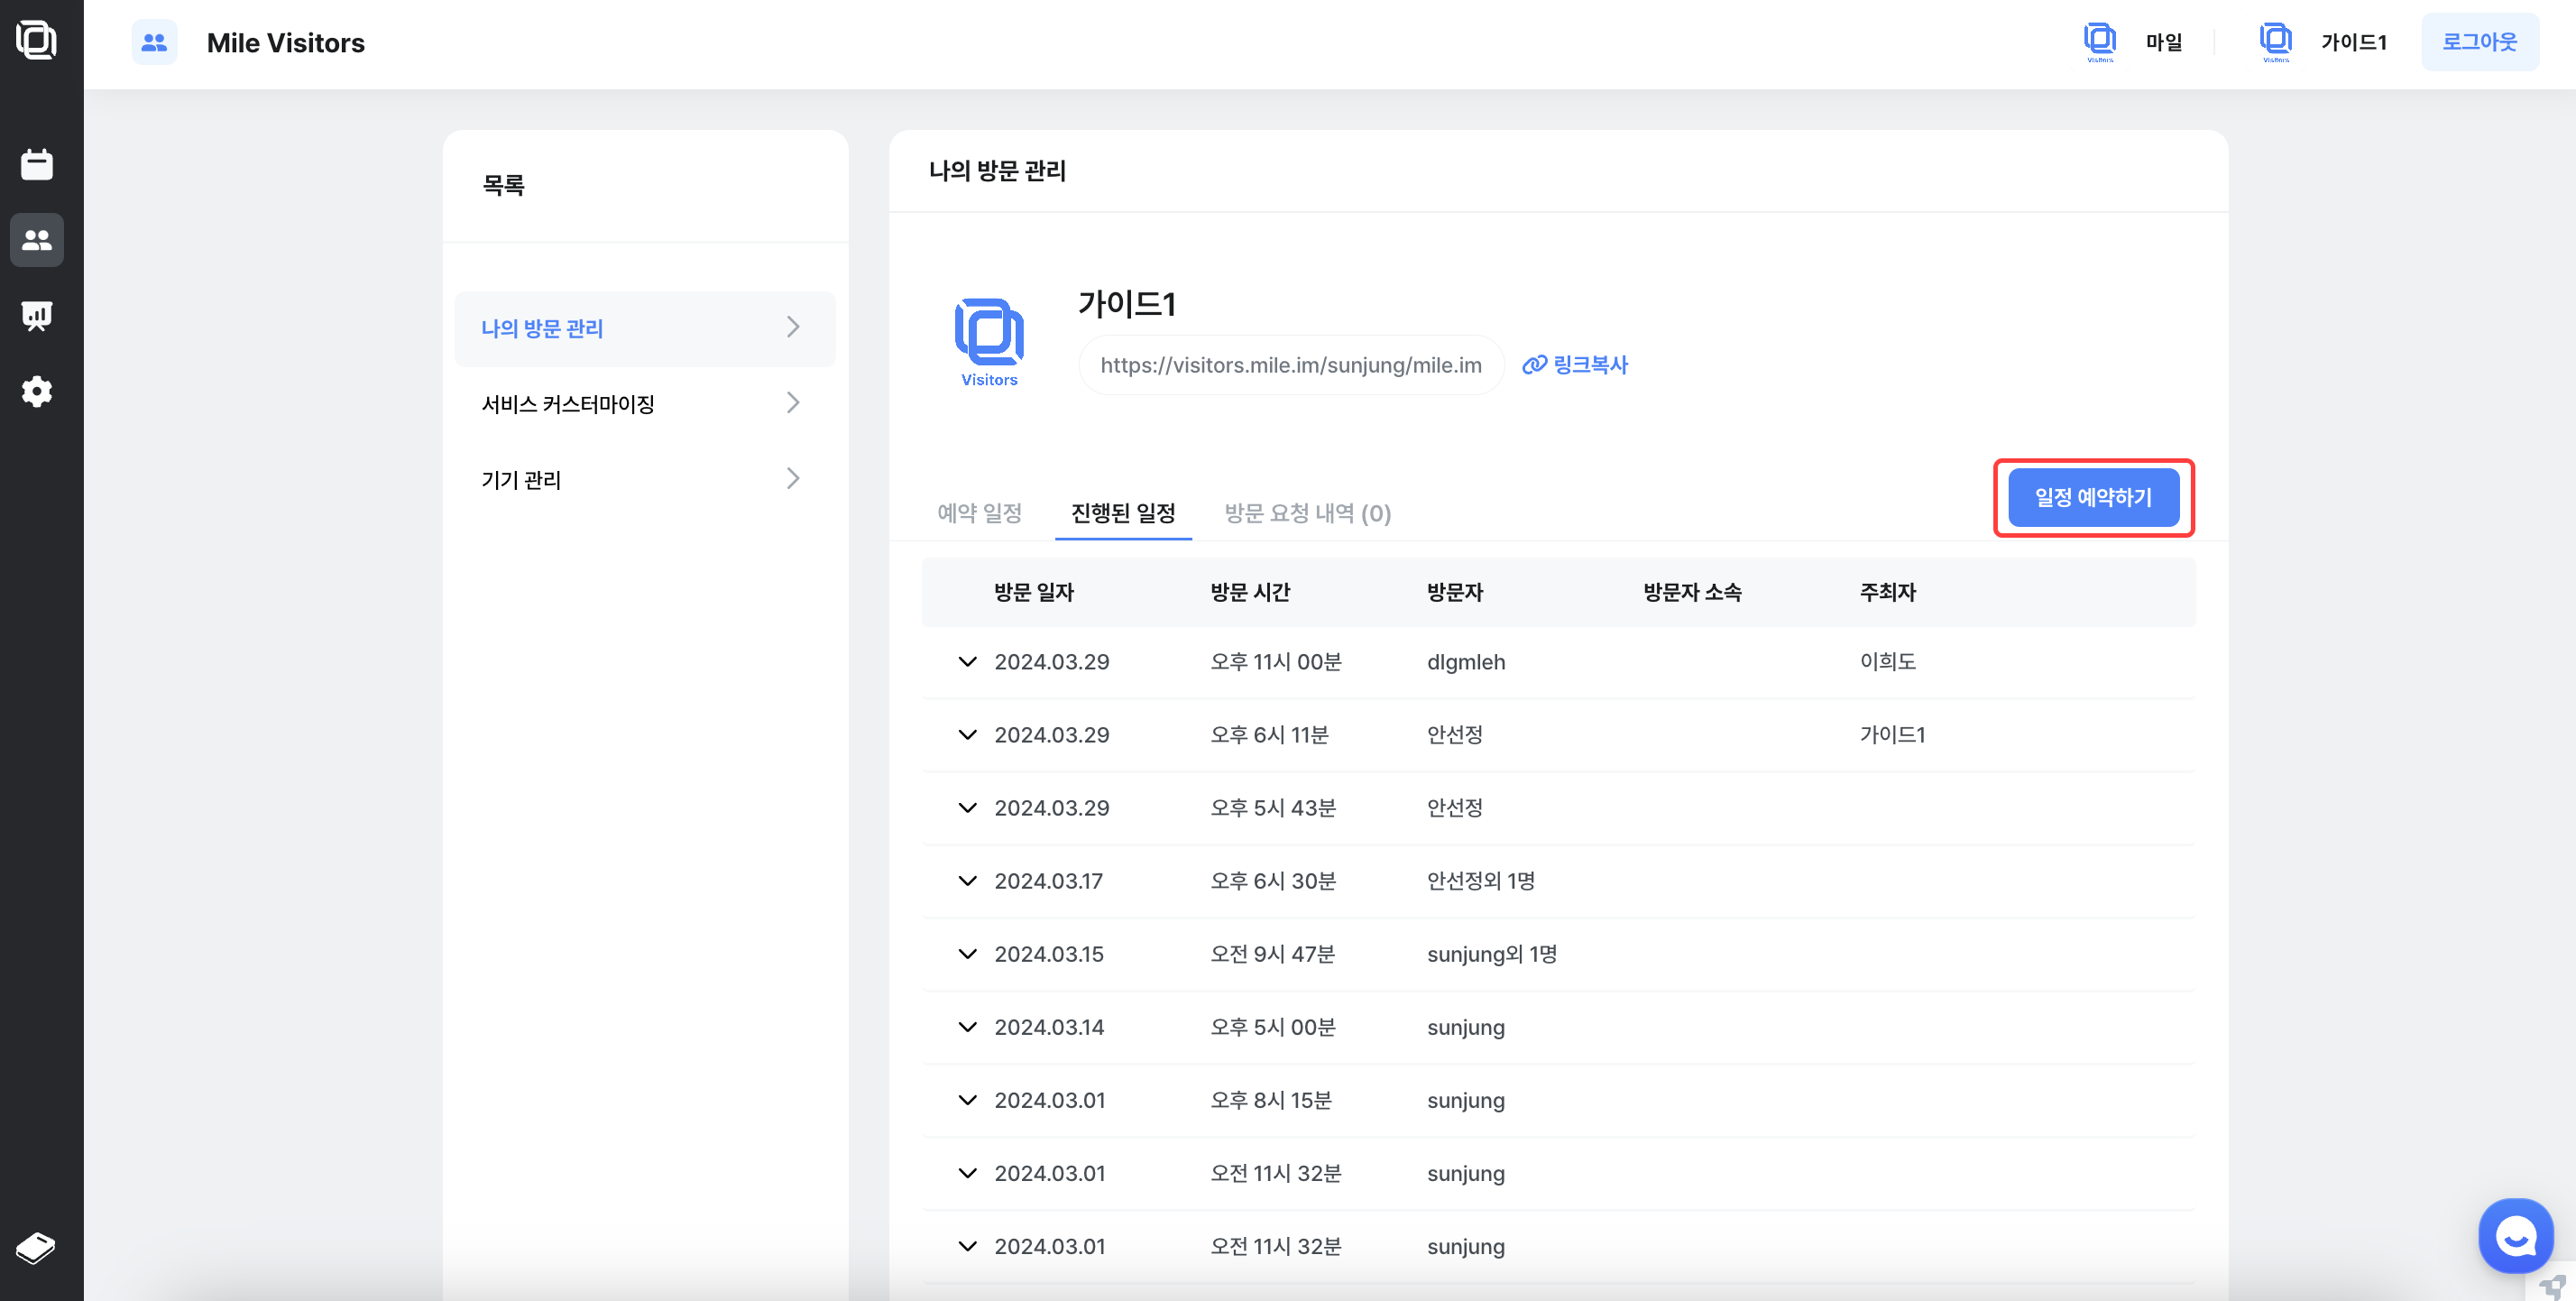 Mile Visitors
Visitors
마일
Visitors
가이드1
로그아웃
목록
나의 방문 관리
서비스 커스터마이징
기기 관리
나의 방문 관리
Visitors
가이드1
https://visitors.mile.im/sunjung/mile.im
링크복사
예약 일정 진행된 일정 방문 요청 내역 (0)
일정 예약하기
방문 일자 방문 시간 방문자 방문자 소속 주최자
2024.03.29 오후 11시 00분 dlgmleh 이희도
2024.03.29 오후 6시 11분 안선정 가이드1
2024.03.29 오후 5시 43분 안선정
2024.03.17 오후 6시 30분 안선정외 1명
2024.03.15 오전 9시 47분 sunjung외 1명
2024.03.14 오후 5시 00분 sunjung
2024.03.01 오후 8시 15분 sunjung
2024.03.01 오전 11시 32분 sunjung
2024.03.01 오전 11시 32분 sunjung